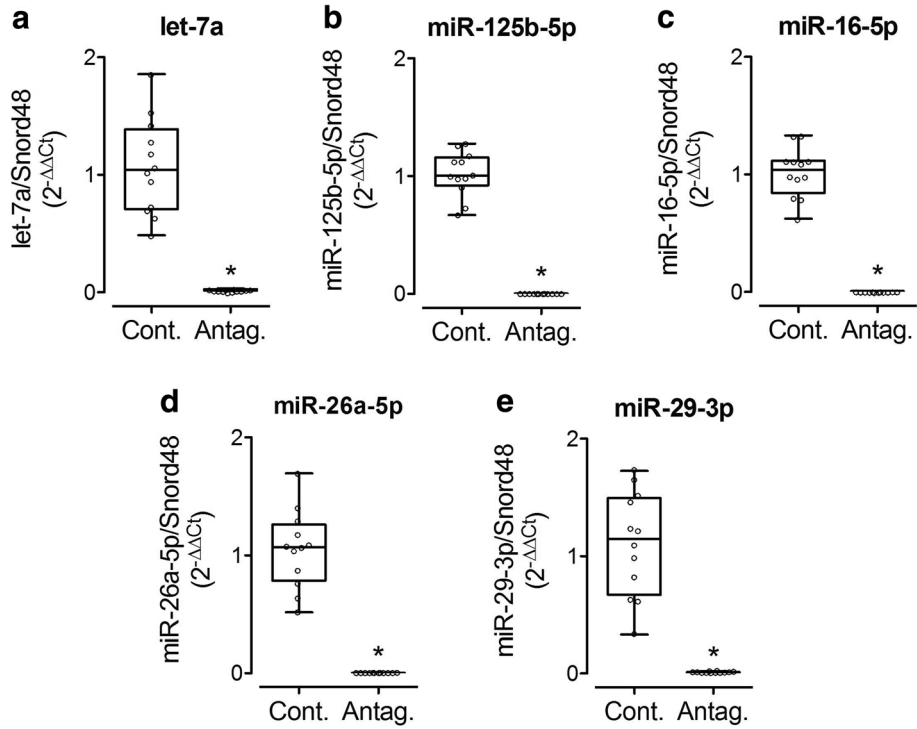 a
let-7a
let-7a/Snord48
(2^-ΔΔCt)
2
1
0
*
Cont. Antag.
b
miR-125b-5p
miR-125b-5p/Snord48
(2^-ΔΔCt)
2
1
0
*
Cont. Antag.
c
miR-16-5p
miR-16-5p/Snord48
(2^-ΔΔCt)
2
1
0
*
Cont. Antag.
d
miR-26a-5p
miR-26a-5p/Snord48
(2^-ΔΔCt)
2
1
0
*
Cont. Antag.
e
miR-29-3p
miR-29-3p/Snord48
(2^-ΔΔCt)
2
1
0
*
Cont. Antag.